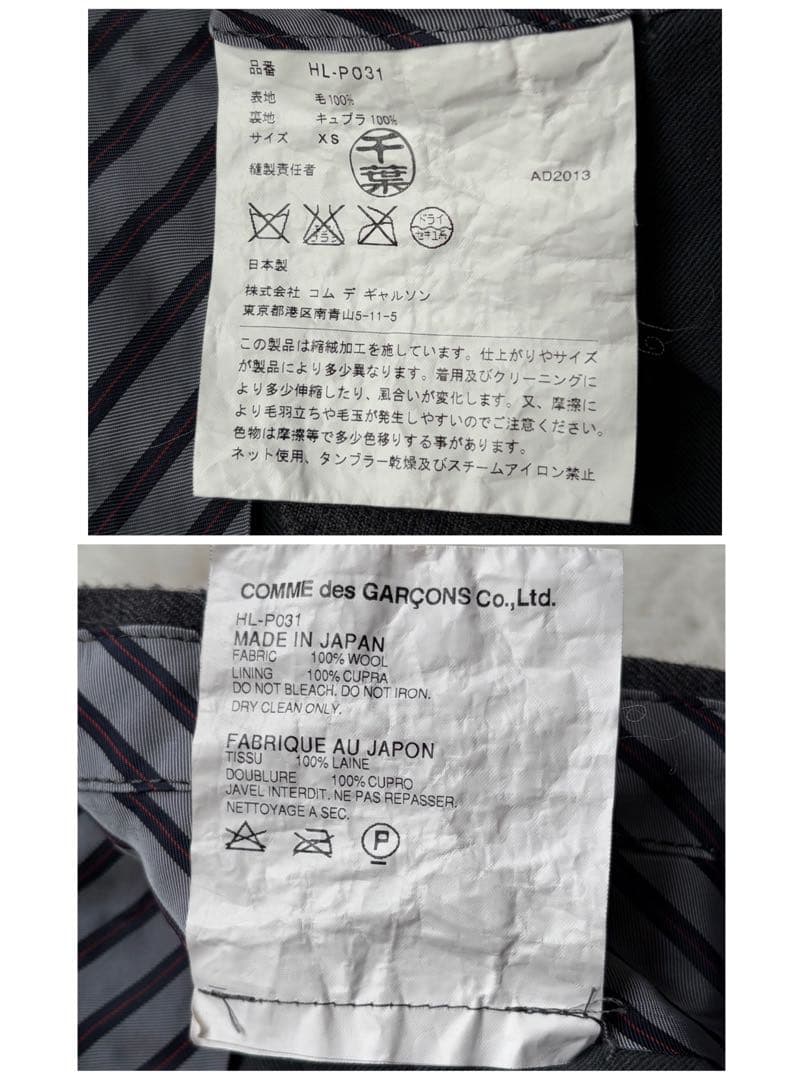 品番 HL-P031
表地 毛100%
裏地 キュプラ100%
サイズ XS
縫製責任者 千葉 AD2013
ドライ
セキユ系
日本製
株式会社 コム デ ギャルソン
東京都港区南青山5-11-5
この製品は縮絨加工を施しています。仕上がりやサイズ
が製品により多少異なります。着用及びクリーニングに
より多少伸縮したり、風合いが変化します。又、摩擦に
より毛羽立ちや毛玉が発生しやすいのでご注意ください。
色物は摩擦等で多少色移りする事があります。
ネット使用、タンブラー乾燥及びスチームアイロン禁止
COMME des GARÇONS Co.,Ltd.
HL-P031
MADE IN JAPAN
FABRIC 100% WOOL
LINING 100% CUPRA
DO NOT BLEACH. DO NOT IRON.
DRY CLEAN ONLY.
FABRIQUE AU JAPON
TISSU 100% LAINE
DOUBLURE 100% CUPRO
JAVEL INTERDIT. NE PAS REPASSER.
NETTOYAGE A SEC.
P